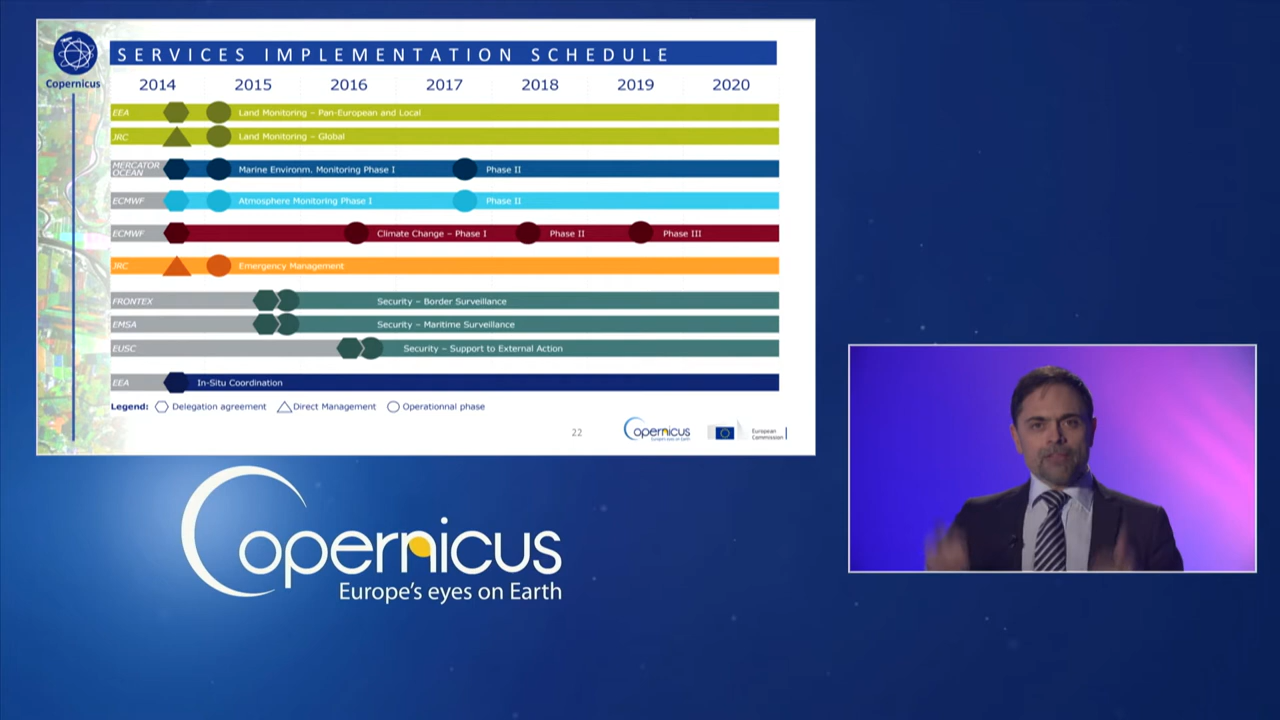 Copernicus
SERVICES IMPLEMENTATION SCHEDULE
2014 2015 2016 2017 2018 2019 2020
EEA Land Monitoring – Pan-European and Local
JRC Land Monitoring – Global
MERCATOR
OCEAN
Marine Environm. Monitoring Phase I Phase II
ECMWF Atmosphere Monitoring Phase I Phase II
ECMWF Climate Change – Phase I Phase II Phase III
JRC Emergency Management
FRONTEX Security – Border Surveillance
EMSA Security – Maritime Surveillance
EUSC Security – Support to External Action
EEA In-Situ Coordination
Legend: Delegation agreement Direct Management Operationnal phase
22
Copernicus
Europe's eyes on Earth
European
Commission
Copernicus
Europe's eyes on Earth